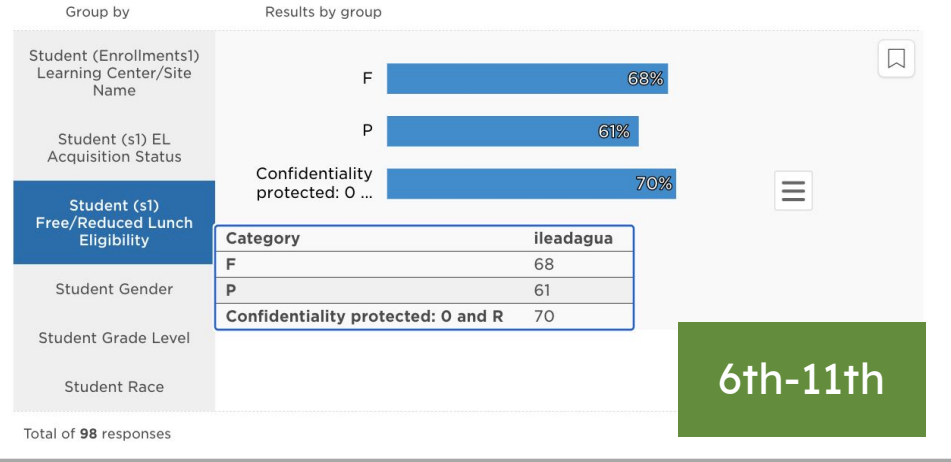 Group by
Results by group
Student (Enrollments1)
Learning Center/Site
Name
Student (s1) EL
Acquisition Status
Student (s1)
Free/Reduced Lunch
Eligibility
Student Gender
Student Grade Level
Student Race
F
68%
P
61%
Confidentiality
protected: 0 ...
70%
Category ileadagua
F 68
P 61
Confidentiality protected: 0 and R 70
6th-11th
Total of 98 responses